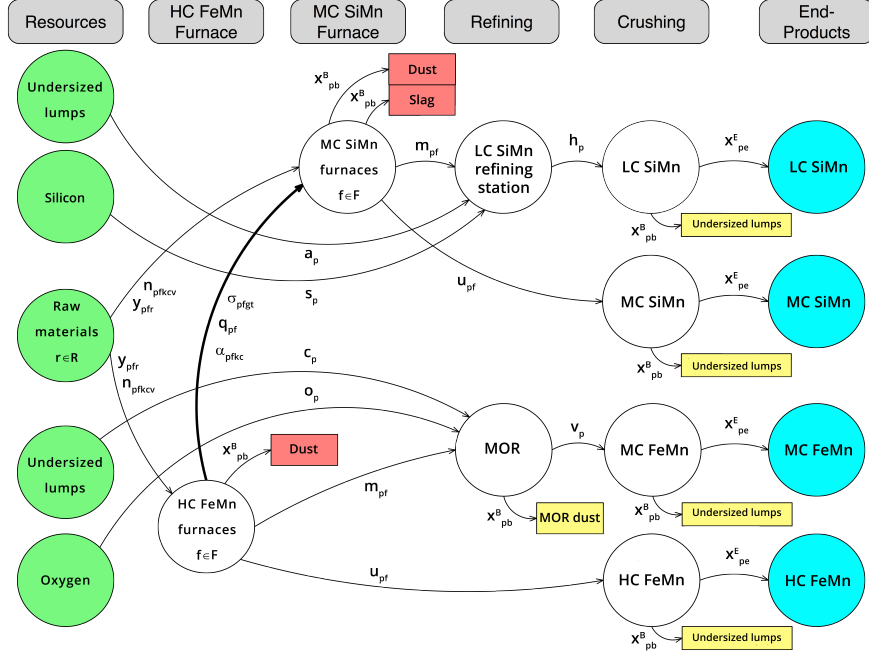 Resources
HC FeMn
Furnace
MC SiMn
Furnace
Refining
Crushing
End-
Products
Undersized
lumps
Silicon
Raw
materials
r∈R
Undersized
lumps
Oxygen
x^B_pb
Dust
x^B_pb
Slag
MC SiMn
furnaces
f∈F
m_pf
LC SiMn
refining
station
h_p
LC SiMn
x^E_pe
LC SiMn
x^B_pb
Undersized lumps
a_p
s_p
u_pf
MC SiMn
x^E_pe
MC SiMn
x^B_pb
Undersized lumps
n_pfkcv
y_pfr
σ_pfgt
q_pf
α_pfkc
y_pfr
n_pfkcv
c_p
o_p
x^B_pb
Dust
HC FeMn
furnaces
f∈F
m_pf
MOR
v_p
MC FeMn
x^E_pe
MC FeMn
x^B_pb
MOR dust
x^B_pb
Undersized lumps
u_pf
HC FeMn
x^E_pe
HC FeMn
x^B_pb
Undersized lumps